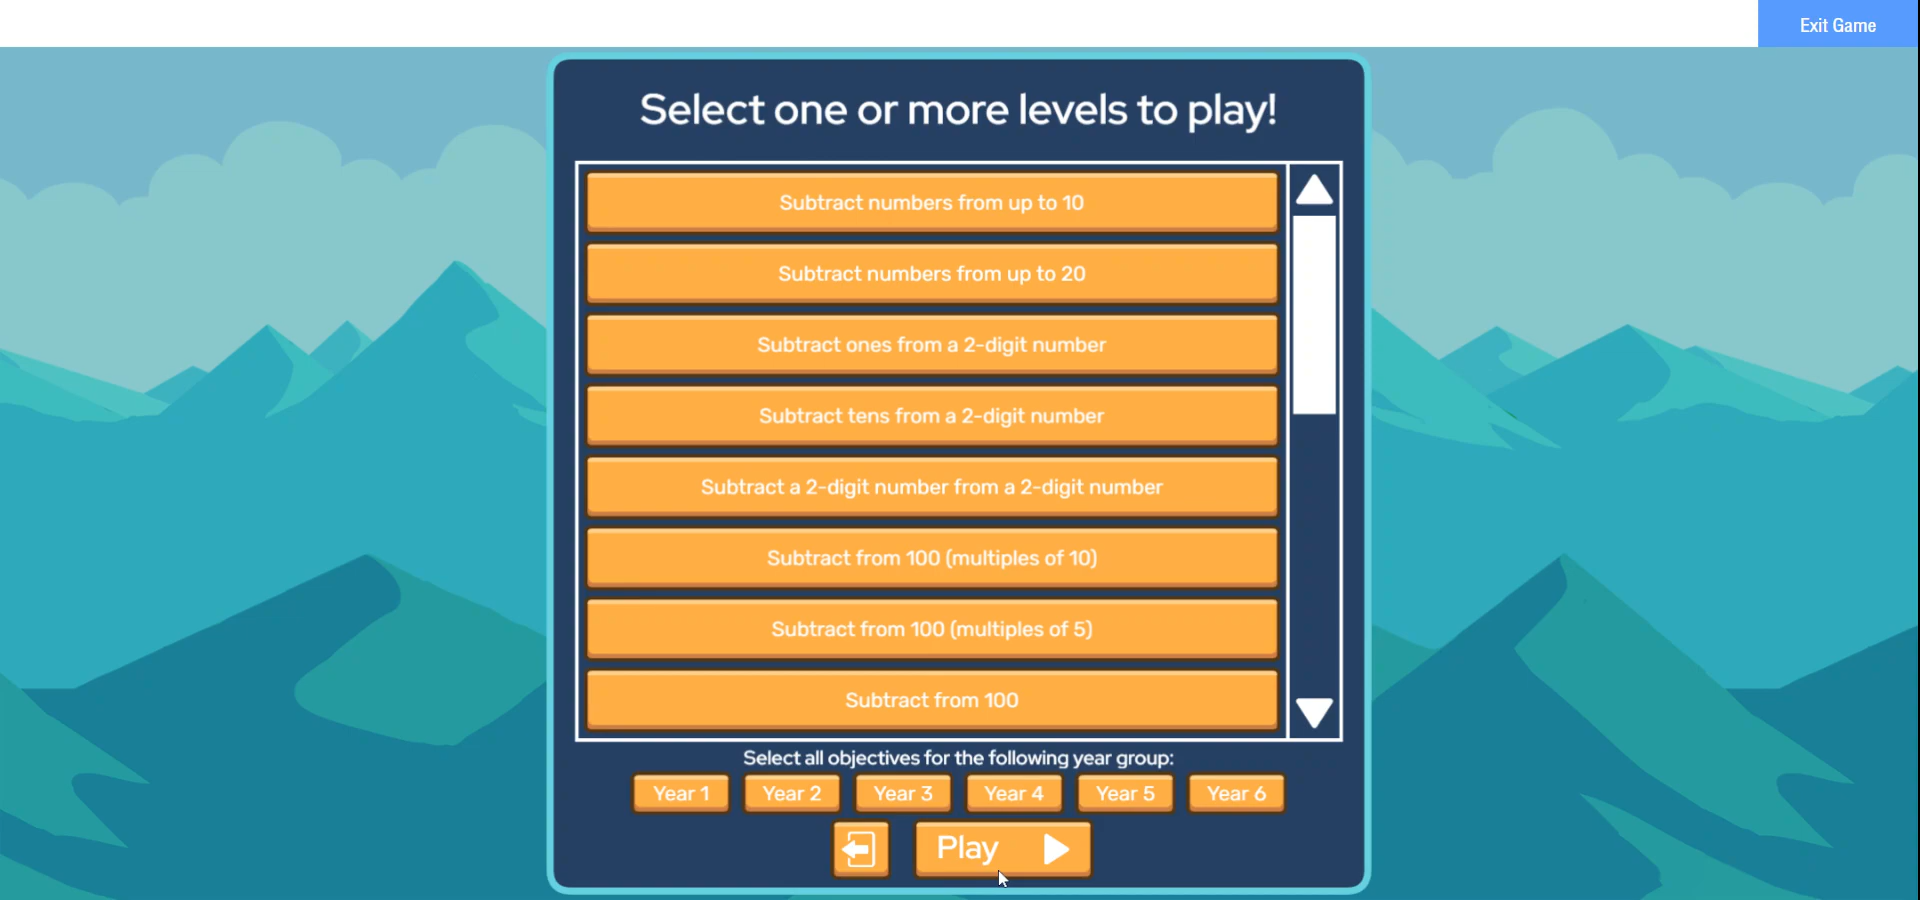 Exit Game
Select one or more levels to play!
Subtract numbers from up to 10
Subtract numbers from up to 20
Subtract ones from a 2-digit number
Subtract tens from a 2-digit number
Subtract a 2-digit number from a 2-digit number
Subtract from 100 (multiples of 10)
Subtract from 100 (multiples of 5)
Subtract from 100
Select all objectives for the following year group:
Year 1 Year 2 Year 3 Year 4 Year 5 Year 6
Play